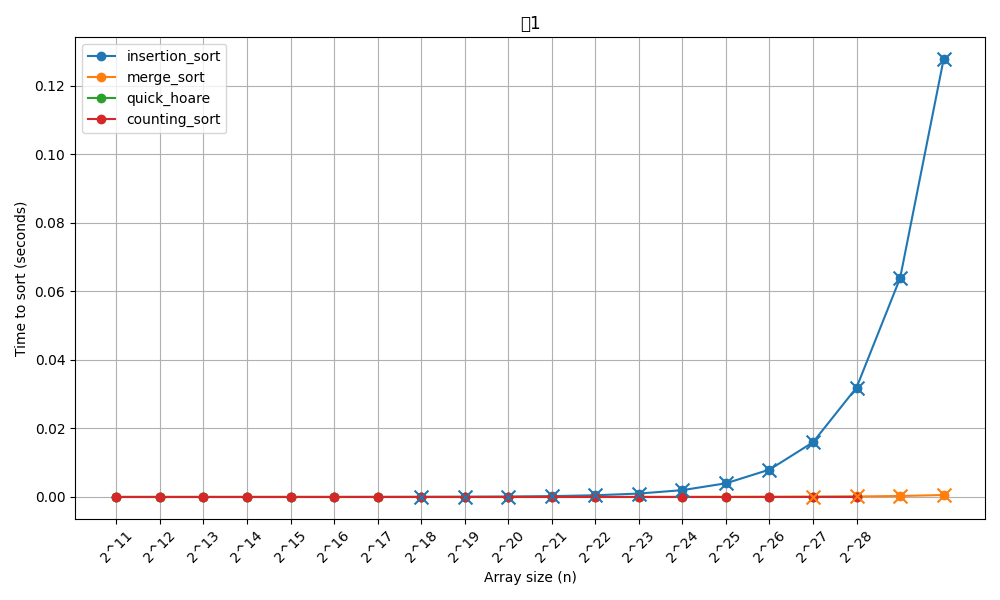 1
insertion_sort
merge_sort
quick_hoare
counting_sort
0.12
0.10
0.08
0.06
0.04
0.02
0.00
Time to sort (seconds)
2^11 2^12 2^13 2^14 2^15 2^16 2^17 2^18 2^19 2^20 2^21 2^22 2^23 2^24 2^25 2^26 2^27 2^28
Array size (n)